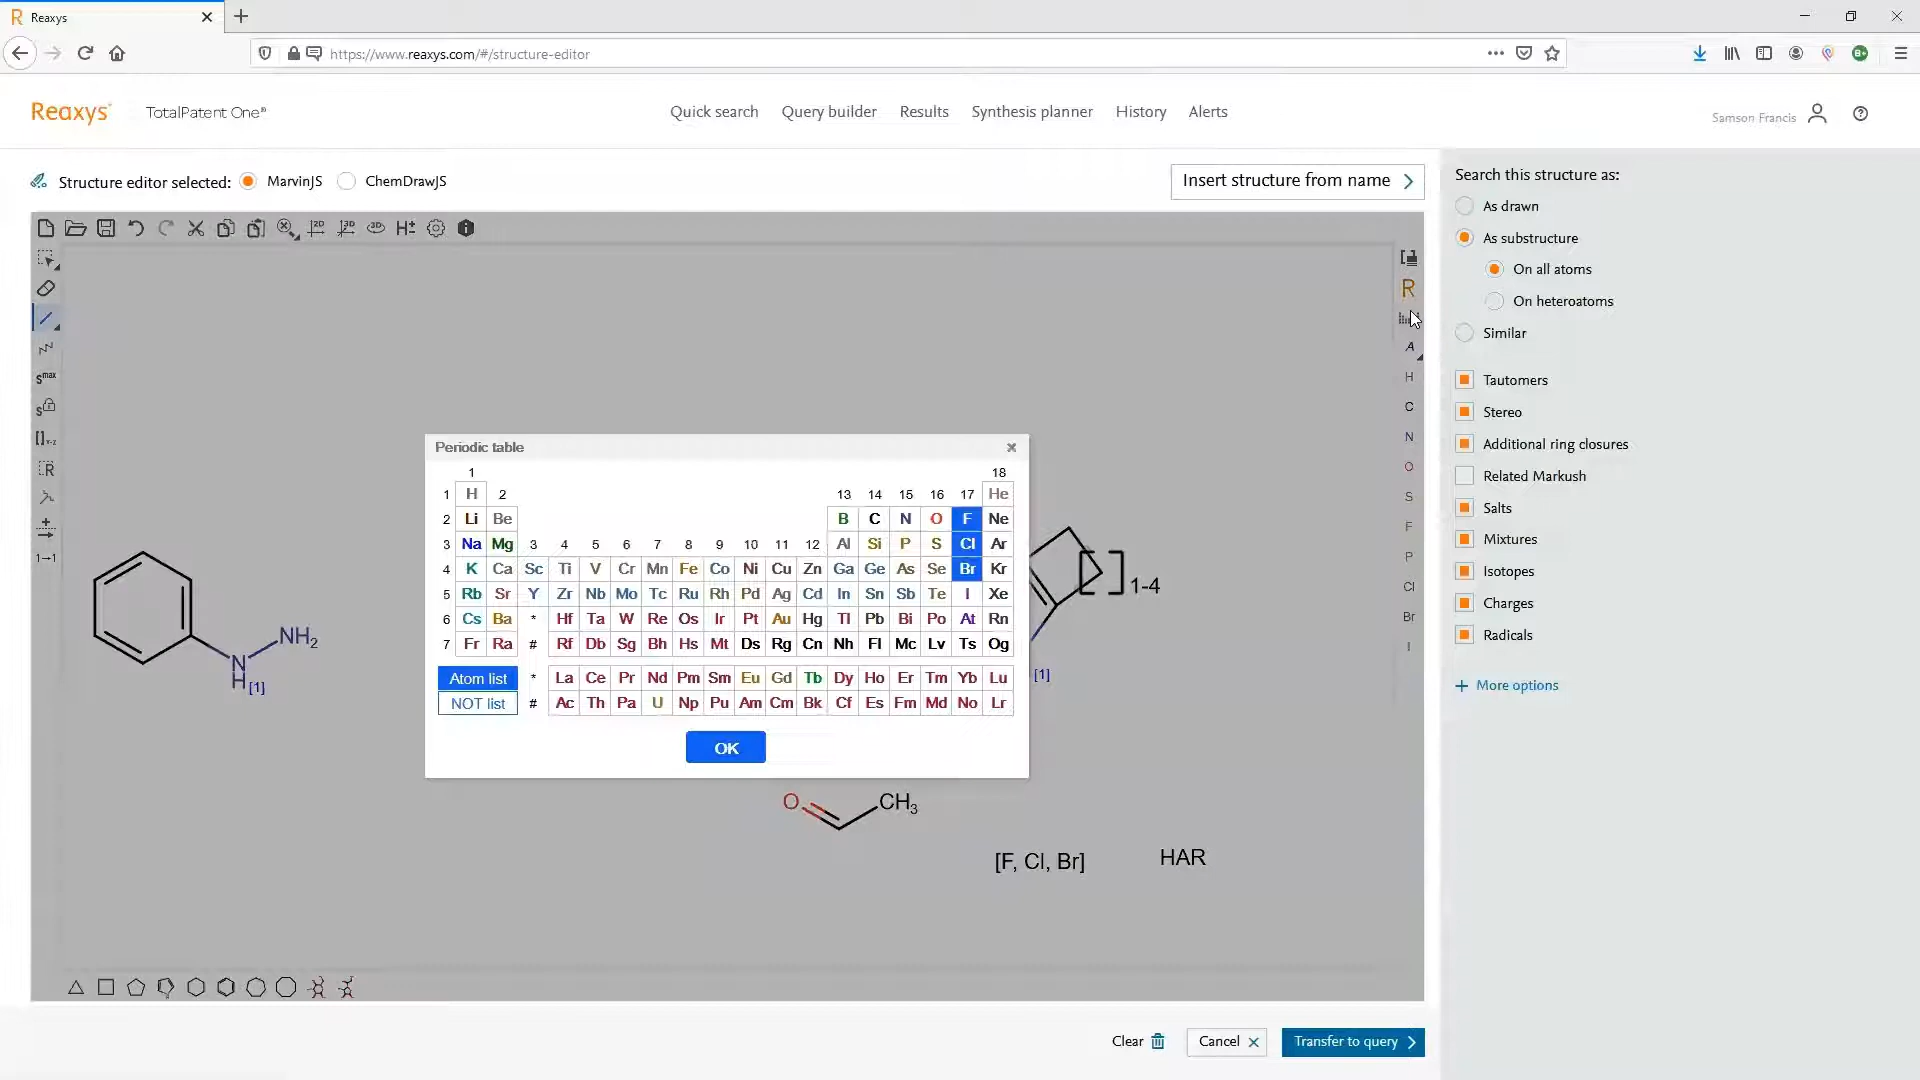 Reaxys
https://www.reaxys.com/#/structure-editor
Reaxys
TotalPatent One®
Quick search
Query builder
Results
Synthesis planner
History
Alerts
Samson Francis
Structure editor selected:
MarvinJS
ChemDrawJS
Insert structure from name
Search this structure as:
As drawn
As substructure
On all atoms
On heteroatoms
Similar
Tautomers
Stereo
Additional ring closures
Related Markush
Salts
Mixtures
Isotopes
Charges
Radicals
More options
2D
3D
3D
H±
R
A
H
C
N
O
S
F
P
Cl
Br
I
Smax
S
R
1→1
NH2
N
H [1]
Periodic table
1 18
1 H 2 13 14 15 16 17 He
2 Li Be B C N O F Ne
3 Na Mg 3 4 5 6 7 8 9 10 11 12 Al Si P S Cl Ar
4 K Ca Sc Ti V Cr Mn Fe Co Ni Cu Zn Ga Ge As Se Br Kr
5 Rb Sr Y Zr Nb Mo Tc Ru Rh Pd Ag Cd In Sn Sb Te I Xe
6 Cs Ba * Hf Ta W Re Os Ir Pt Au Hg Tl Pb Bi Po At Rn
7 Fr Ra # Rf Db Sg Bh Hs Mt Ds Rg Cn Nh Fl Mc Lv Ts Og
Atom list * La Ce Pr Nd Pm Sm Eu Gd Tb Dy Ho Er Tm Yb Lu
NOT list # Ac Th Pa U Np Pu Am Cm Bk Cf Es Fm Md No Lr
OK
1-4
[1]
O CH3
[F, Cl, Br]
HAR
Clear
Cancel
Transfer to query